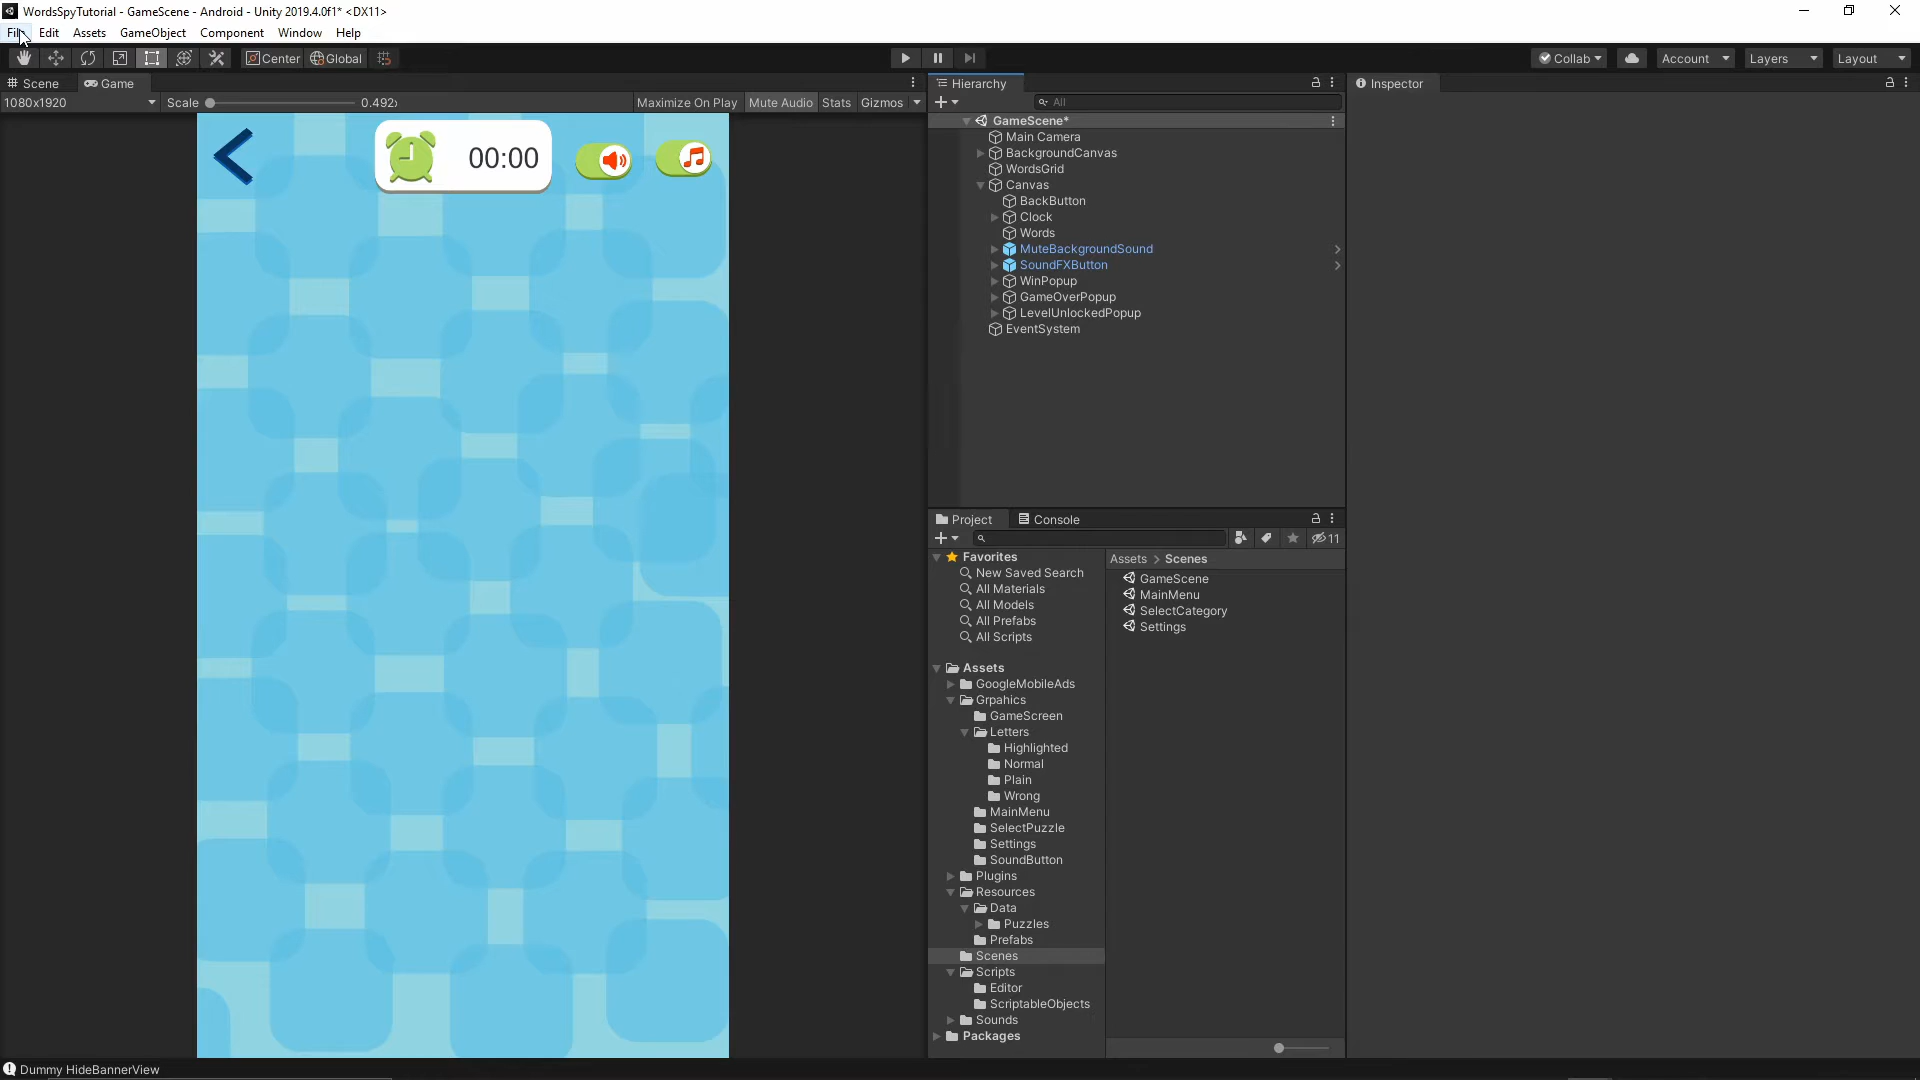 WordsSpyTutorial - GameScene - Android - Unity 2019.4.0f1* <DX11>
File Edit Assets GameObject Component Window Help
Center Global Collab Account Layers Layout
Scene Game
1080x1920 Scale 0.492x Maximize On Play Mute Audio Stats Gizmos
00:00
Hierarchy
All
GameScene*
Main Camera
BackgroundCanvas
WordsGrid
Canvas
BackButton
Clock
Words
MuteBackgroundSound
SoundFXButton
WinPopup
GameOverPopup
LevelUnlockedPopup
EventSystem
Inspector
Project Console
11
Favorites
New Saved Search
All Materials
All Models
All Prefabs
All Scripts
Assets
GoogleMobileAds
Grpahics
GameScreen
Letters
Highlighted
Normal
Plain
Wrong
MainMenu
SelectPuzzle
Settings
SoundButton
Plugins
Resources
Data
Puzzles
Prefabs
Scenes
Scripts
Editor
ScriptableObjects
Sounds
Packages
Assets > Scenes
GameScene
MainMenu
SelectCategory
Settings
Dummy HideBannerView